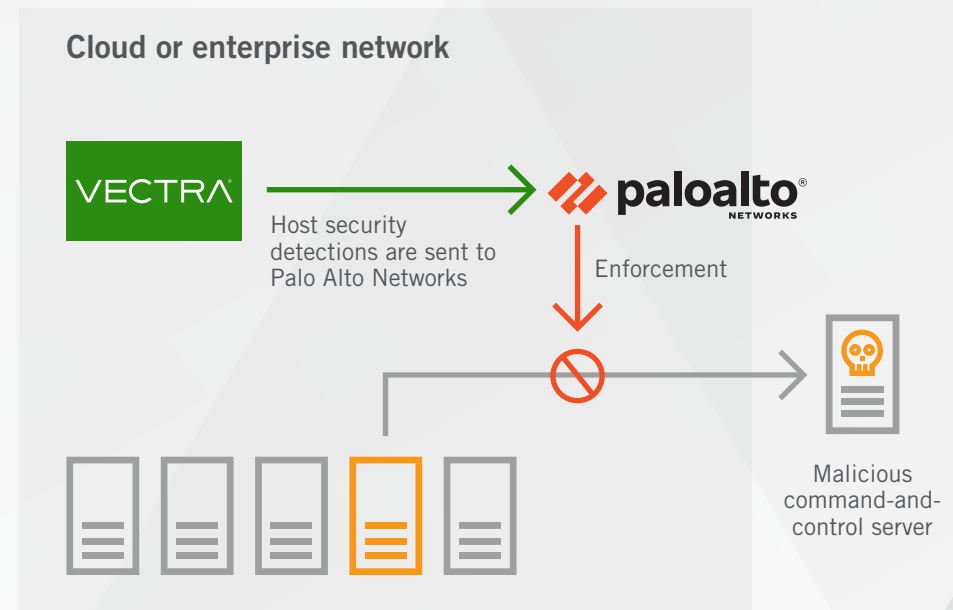 Cloud or enterprise network
VECTRA®
paloalto®
NETWORKS
Host security
detections are sent to
Palo Alto Networks
Enforcement
Malicious
command-and-
control server